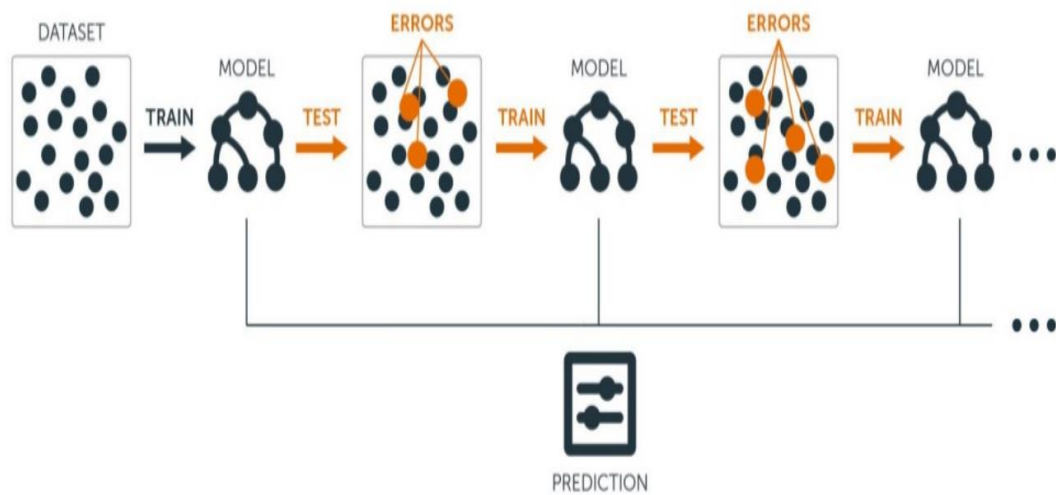 DATASET
MODEL
ERRORS
MODEL
ERRORS
MODEL
TRAIN
TEST
TRAIN
TEST
TRAIN
PREDICTION